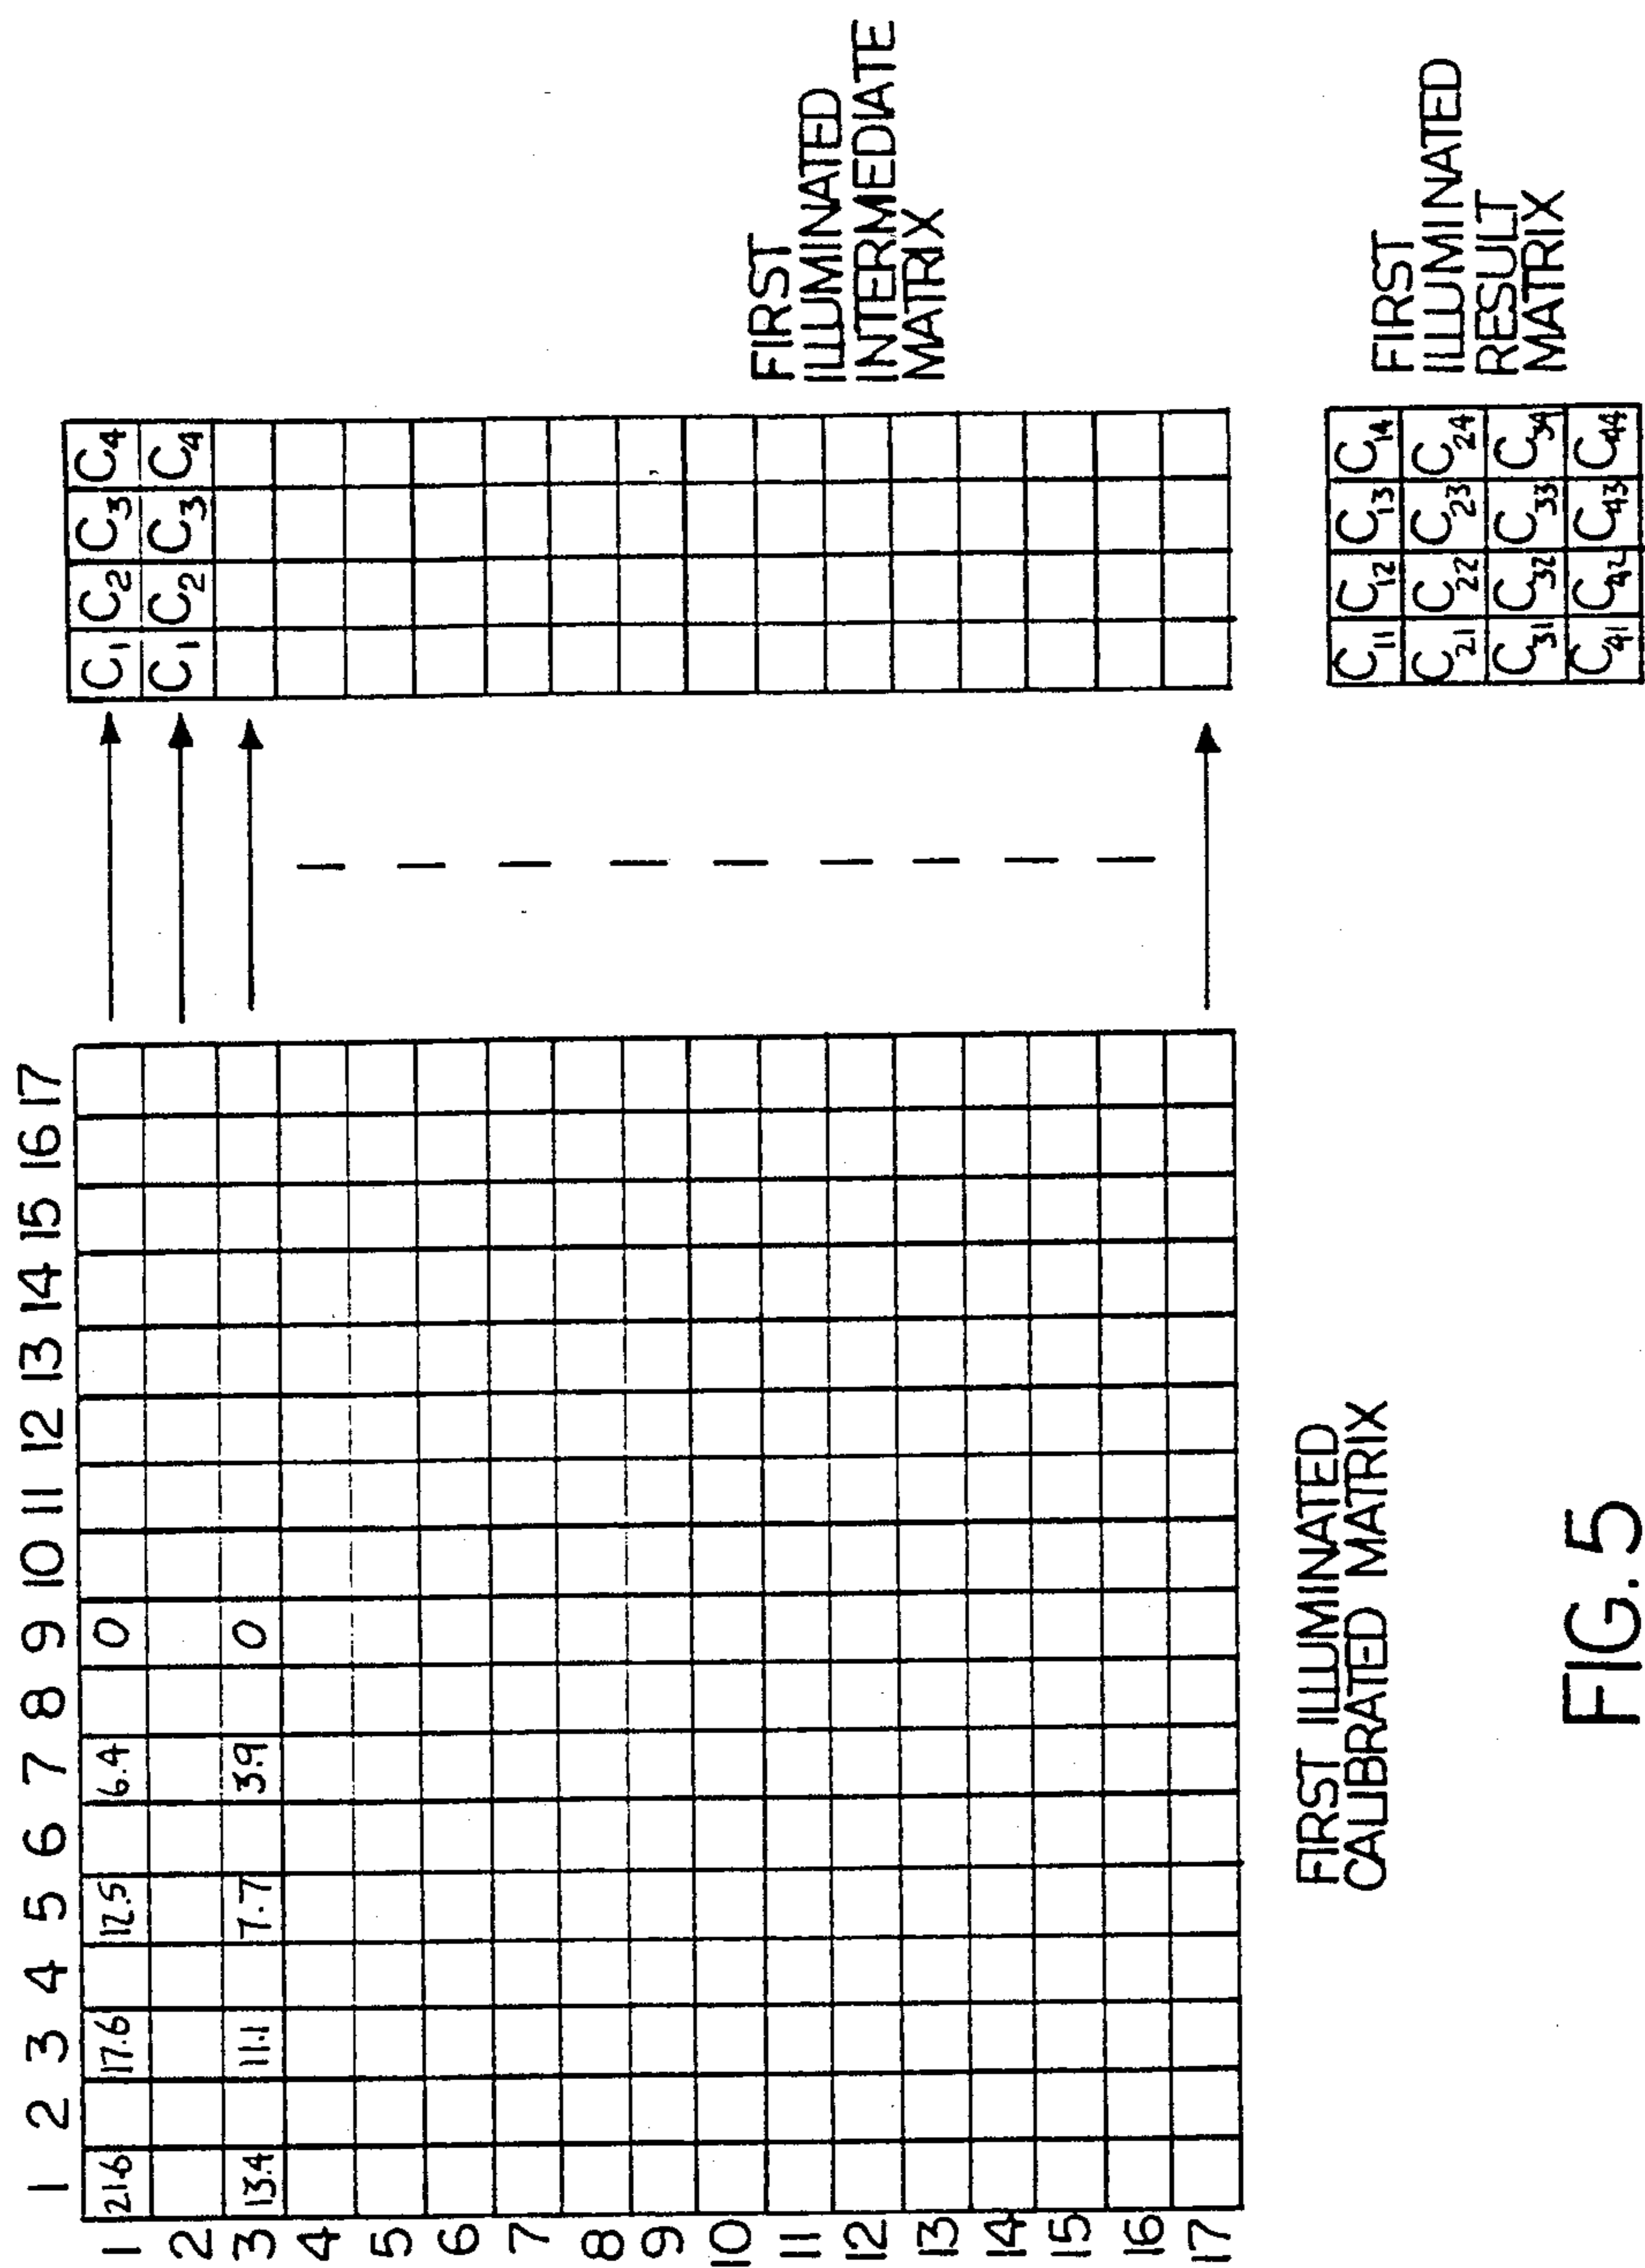 1 2 3 4 5 6 7 8 9 10 11 12 13 14 15 16 17
1 21.6 17.6 12.5 6.4 0
2
3 13.4 11.1 7.7 3.9 0
4
5
6
7
8
9
10
11
12
13
14
15
16
17
FIRST ILLUMINATED
CALIBRATED MATRIX
C1 C2 C3 C4
C1 C2 C3 C4
FIRST
ILLUMINATED
INTERMEDIATE
MATRIX
C11 C12 C13 C14
C21 C22 C23 C24
C31 C32 C33 C34
C41 C42 C43 C44
FIRST
ILLUMINATED
RESULT
MATRIX
FIG. 5